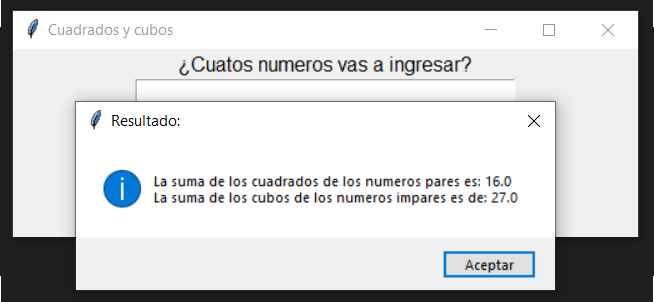 Cuadrados y cubos
¿Cuatos numeros vas a ingresar?
Resultado:
La suma de los cuadrados de los numeros pares es: 16.0
La suma de los cubos de los numeros impares es de: 27.0
Aceptar